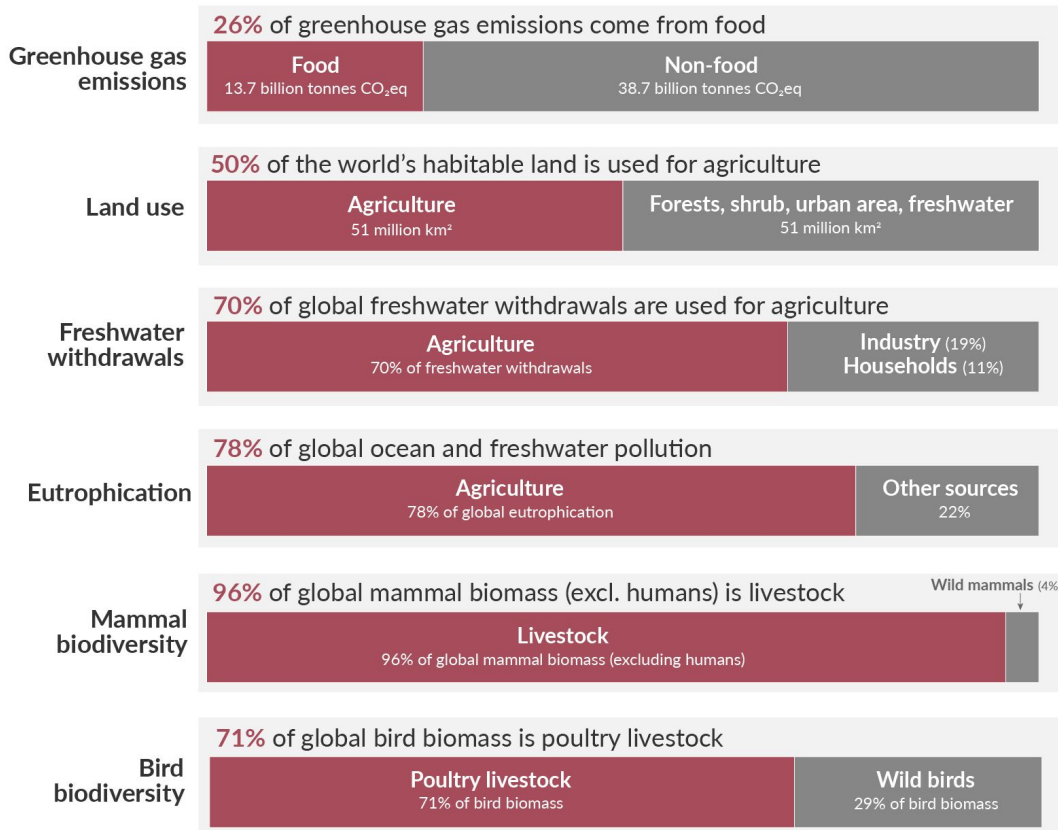 26% of greenhouse gas emissions come from food
Greenhouse gas
emissions
Food
13.7 billion tonnes CO₂eq
Non-food
38.7 billion tonnes CO₂eq
50% of the world's habitable land is used for agriculture
Land use
Agriculture
51 million km²
Forests, shrub, urban area, freshwater
51 million km²
70% of global freshwater withdrawals are used for agriculture
Freshwater
withdrawals
Agriculture
70% of freshwater withdrawals
Industry (19%)
Households (11%)
78% of global ocean and freshwater pollution
Eutrophication
Agriculture
78% of global eutrophication
Other sources
22%
96% of global mammal biomass (excl. humans) is livestock
Wild mammals (4%
Mammal
biodiversity
Livestock
96% of global mammal biomass (excluding humans)
71% of global bird biomass is poultry livestock
Bird
biodiversity
Poultry livestock
71% of bird biomass
Wild birds
29% of bird biomass